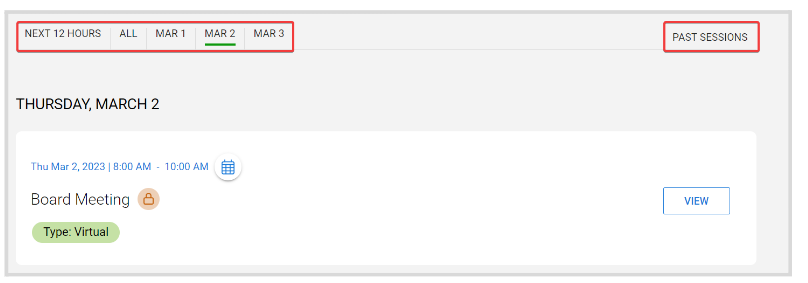 NEXT 12 HOURS ALL MAR 1 MAR 2 MAR 3 PAST SESSIONS
THURSDAY, MARCH 2
Thu Mar 2, 2023 | 8:00 AM - 10:00 AM
Board Meeting
VIEW
Type: Virtual